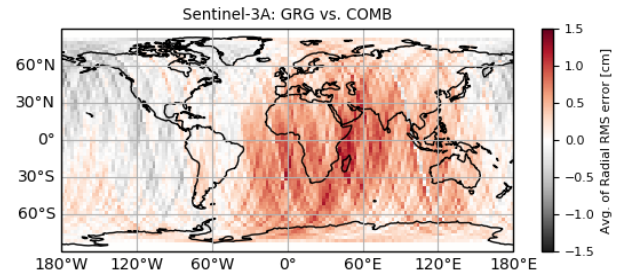 Sentinel-3A: GRG vs. COMB
60°N
30°N
0°
30°S
60°S
180°W 120°W 60°W 0° 60°E 120°E 180°E
1.5
1.0
0.5
0.0
−0.5
−1.0
−1.5
Avg. of Radial RMS error [cm]